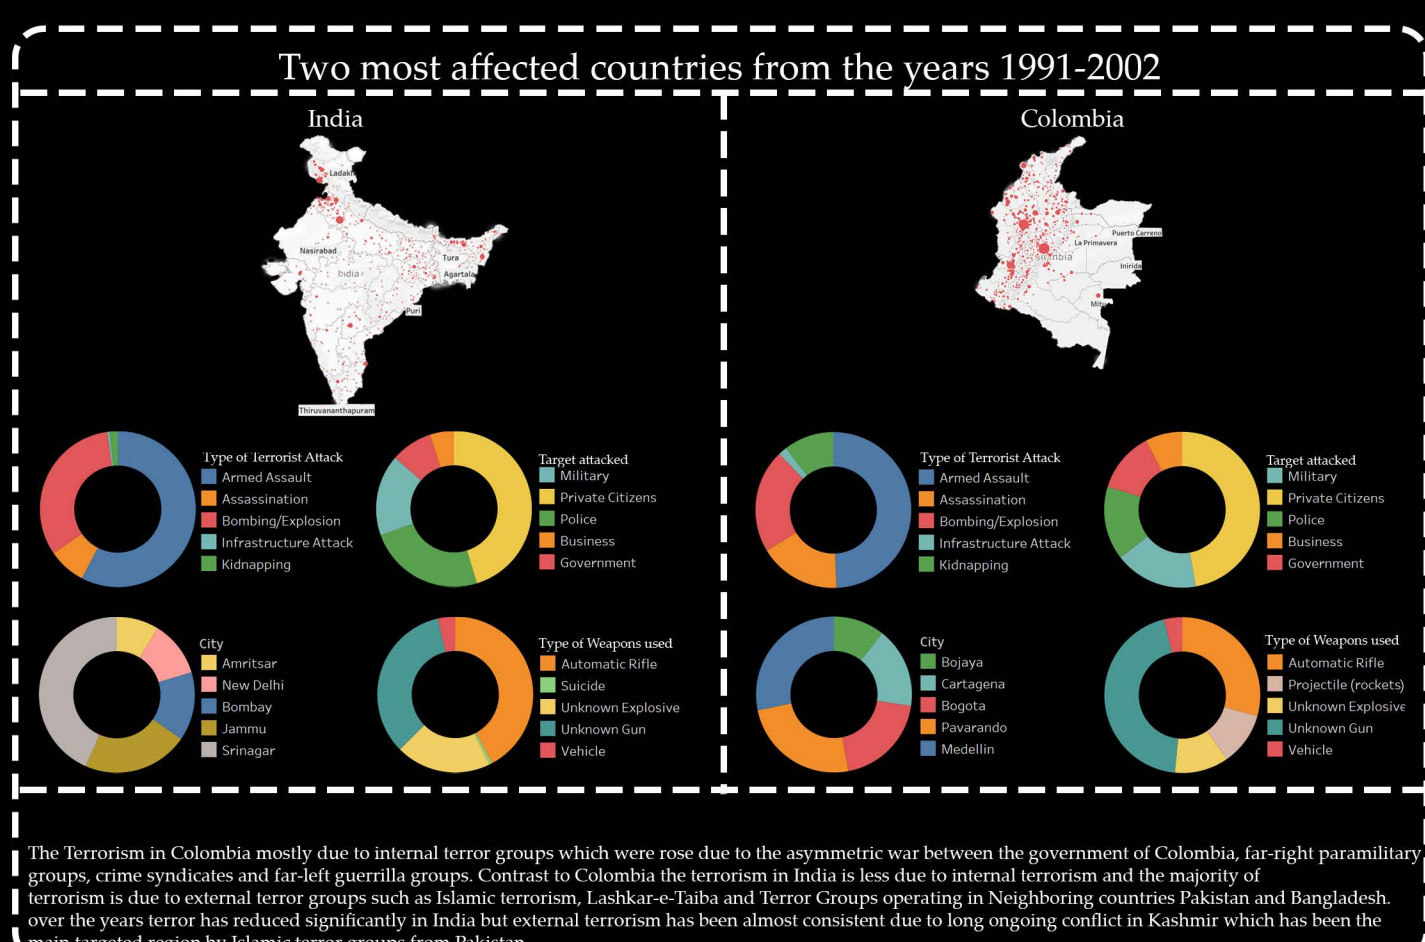 Two most affected countries from the years 1991-2002
India
Ladakh
Nasirabad
India
Tura
Agartala
Puri
Thiruvananthapuram
Type of Terrorist Attack
Armed Assault
Assassination
Bombing/Explosion
Infrastructure Attack
Kidnapping
Target attacked
Military
Private Citizens
Police
Business
Government
City
Amritsar
New Delhi
Bombay
Jammu
Srinagar
Type of Weapons used
Automatic Rifle
Suicide
Unknown Explosive
Unknown Gun
Vehicle
Colombia
Puerto Carreno
La Primavera
Inirida
Mitu
Type of Terrorist Attack
Armed Assault
Assassination
Bombing/Explosion
Infrastructure Attack
Kidnapping
Target attacked
Military
Private Citizens
Police
Business
Government
City
Bojaya
Cartagena
Bogota
Pavarando
Medellin
Type of Weapons used
Automatic Rifle
Projectile (rockets)
Unknown Explosive
Unknown Gun
Vehicle
The Terrorism in Colombia mostly due to internal terror groups which were rose due to the asymmetric war between the government of Colombia, far-right paramilitary
groups, crime syndicates and far-left guerrilla groups. Contrast to Colombia the terrorism in India is less due to internal terrorism and the majority of
terrorism is due to external terror groups such as Islamic terrorism, Lashkar-e-Taiba and Terror Groups operating in Neighboring countries Pakistan and Bangladesh.
over the years terror has reduced significantly in India but external terrorism has been almost consistent due to long ongoing conflict in Kashmir which has been the
main targeted region by Islamic terror groups from Pakistan